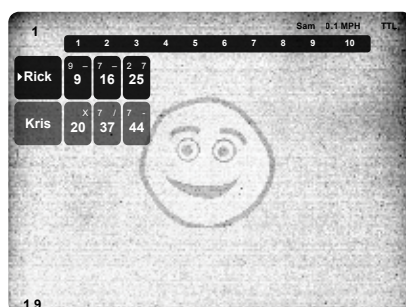 Sam 0.1 MPH TTL
1
1 2 3 4 5 6 7 8 9 10
9 – 7 – 2 7
Rick 9 16 25
X 7 / 7 -
Kris 20 37 44
1 9